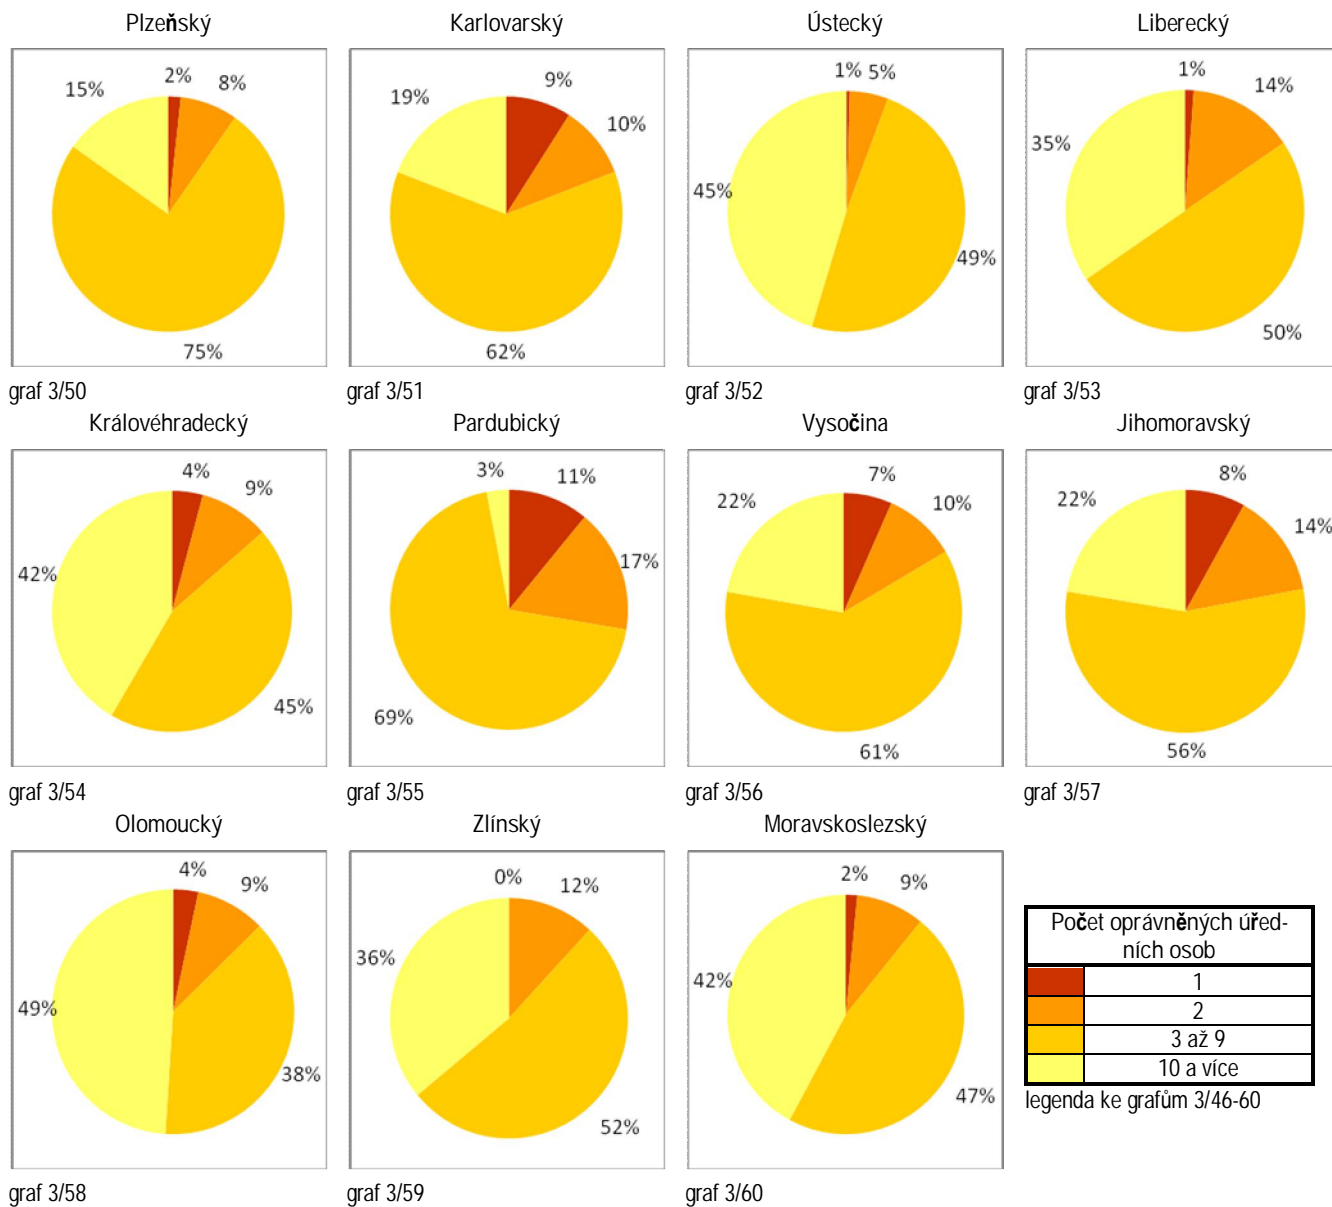 Plzeňský
2%
8%
15%
75%
graf 3/50
Karlovarský
9%
10%
19%
62%
graf 3/51
Ústecký
1%
5%
45%
49%
graf 3/52
Liberecký
1%
14%
35%
50%
graf 3/53
Královéhradecký
4%
9%
42%
45%
graf 3/54
Pardubický
3%
11%
17%
69%
graf 3/55
Vysočina
7%
10%
22%
61%
graf 3/56
Jihomoravský
8%
14%
22%
56%
graf 3/57
Olomoucký
4%
9%
49%
38%
graf 3/58
Zlínský
0%
12%
36%
52%
graf 3/59
Moravskoslezský
2%
9%
42%
47%
graf 3/60
Počet oprávněných úřed-
ních osob
1
2
3 až 9
10 a více
legenda ke grafům 3/46-60